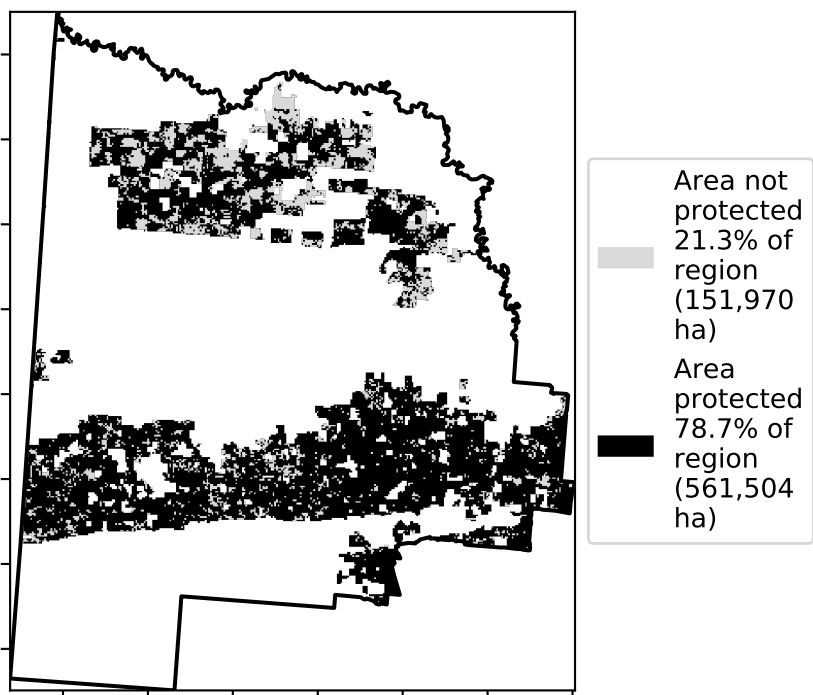 Area not
protected
21.3% of
region
(151,970
ha)
Area
protected
78.7% of
region
(561,504
ha)